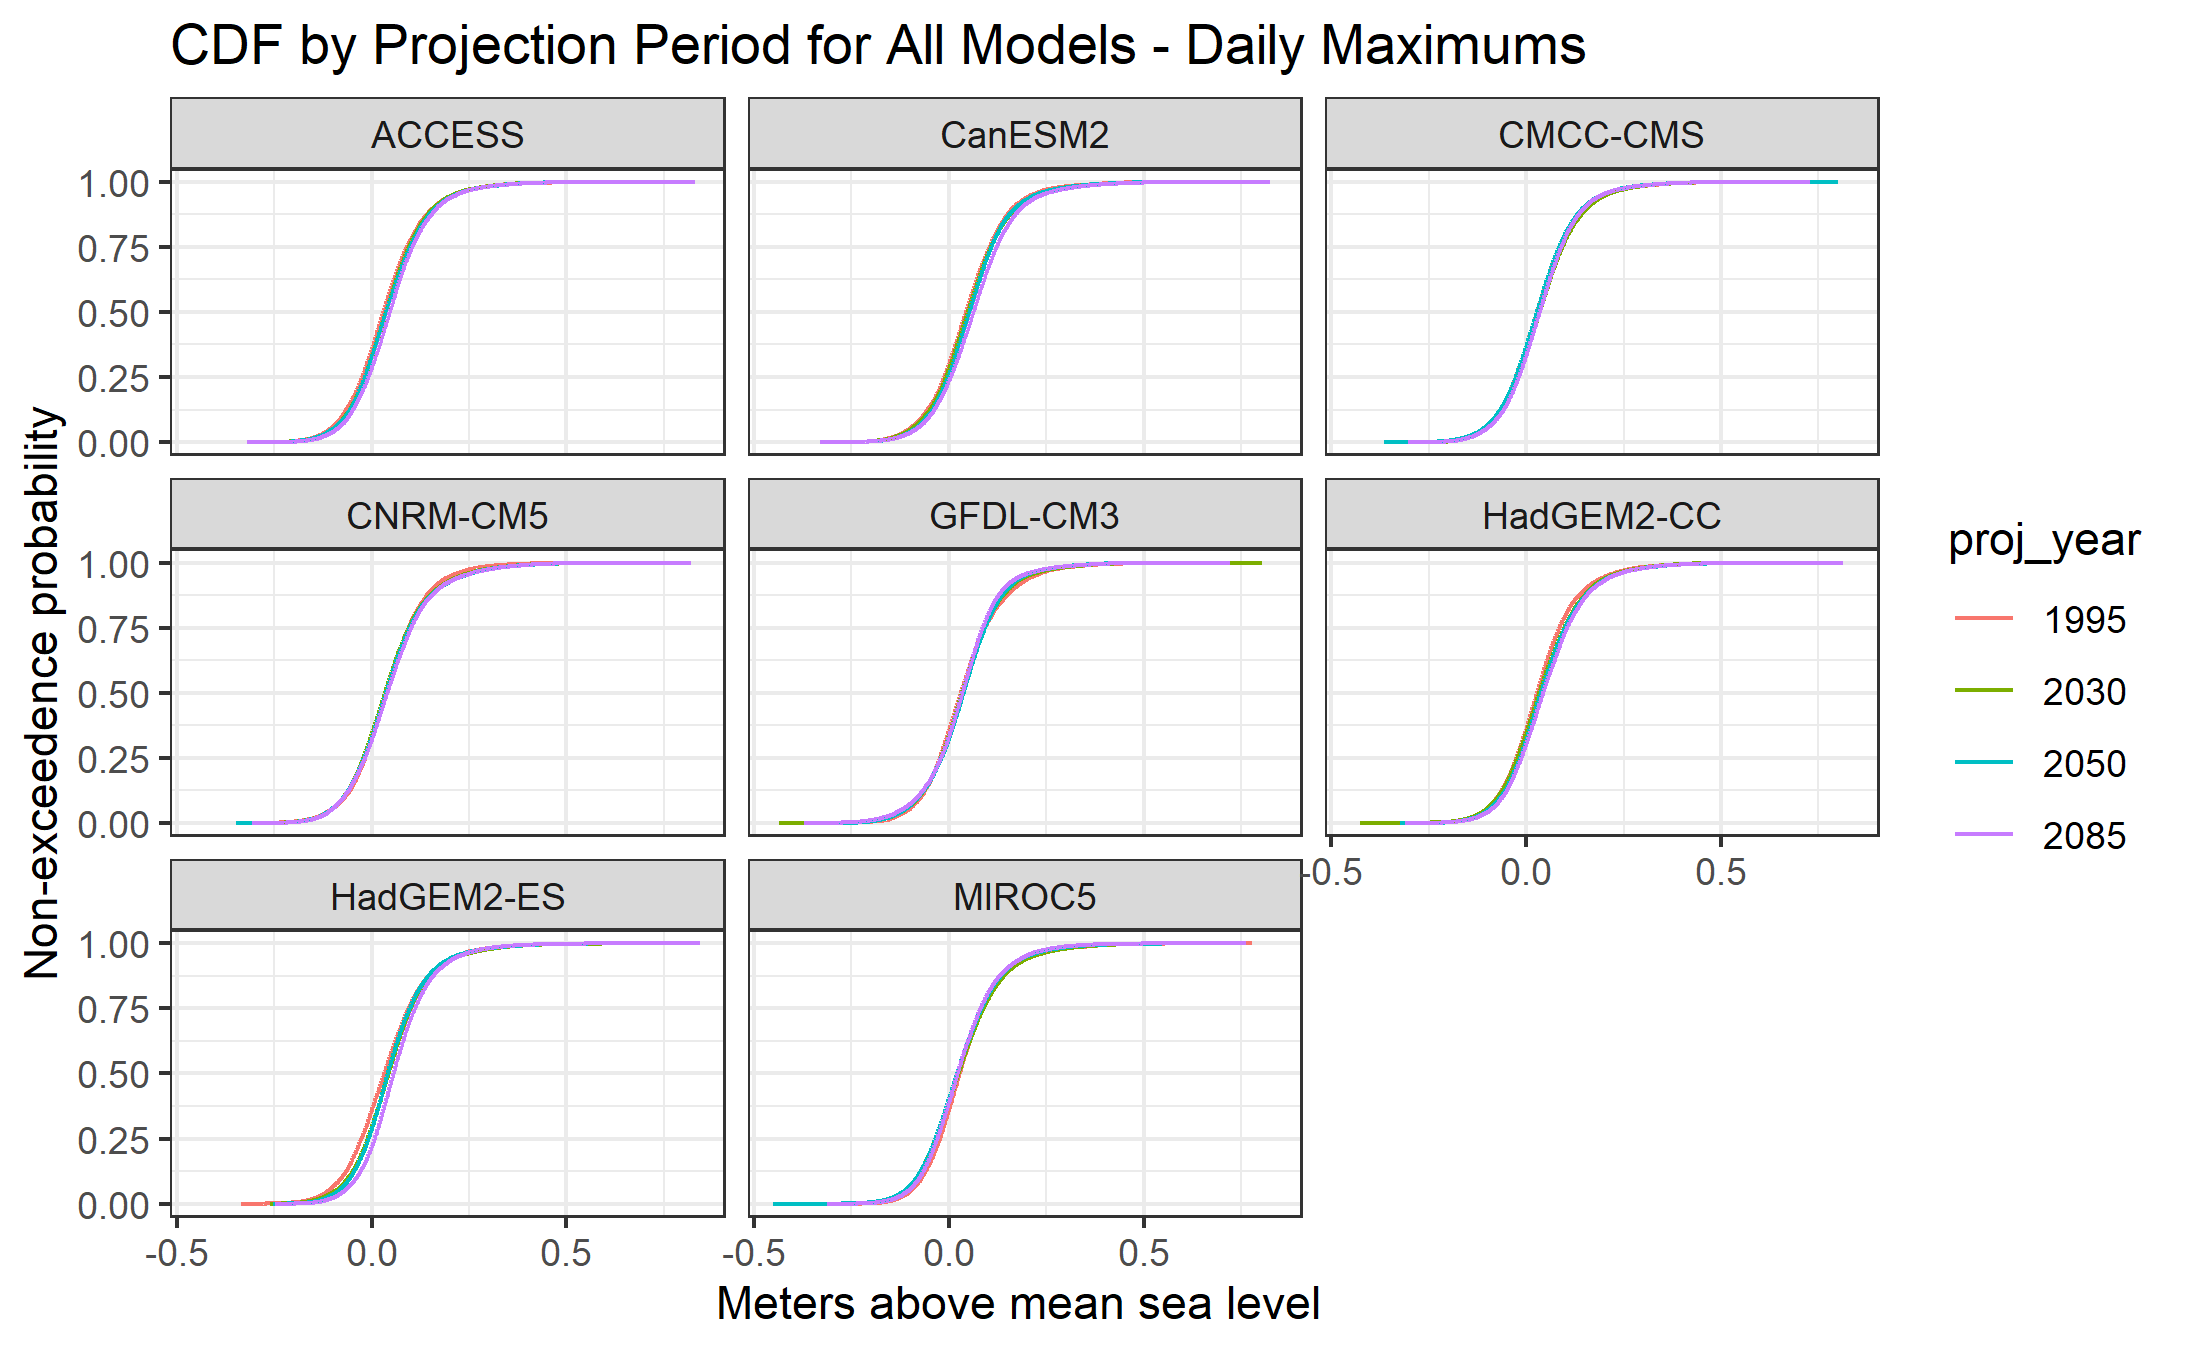 CDF by Projection Period for All Models - Daily Maximums
ACCESS
CanESM2
CMCC-CMS
1.00
0.75
0.50
0.25
0.00
CNRM-CM5
GFDL-CM3
HadGEM2-CC
1.00
0.75
0.50
0.25
0.00
-0.5
0.0
0.5
HadGEM2-ES
MIROC5
1.00
0.75
0.50
0.25
0.00
-0.5
0.0
0.5
-0.5
0.0
0.5
Meters above mean sea level
Non-exceedence probability
proj_year
1995
2030
2050
2085